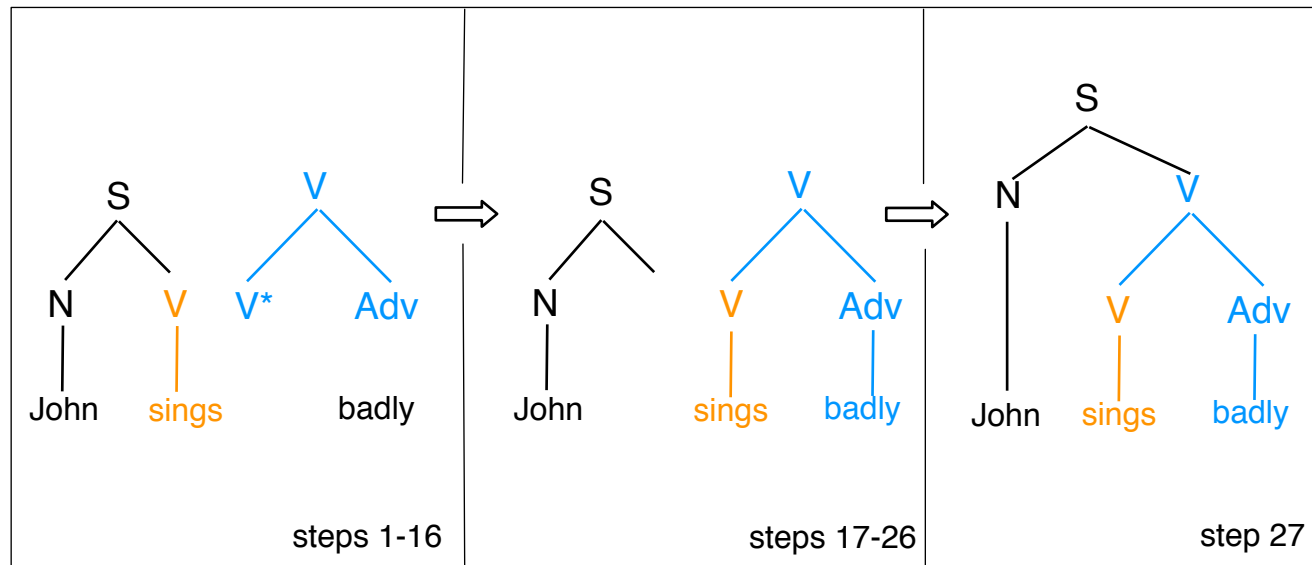 S
V
N
V
V*
Adv
John
sings
badly
steps 1-16
S
V
N
V
Adv
John
sings
badly
steps 17-26
S
N
V
V
Adv
John
sings
badly
step 27